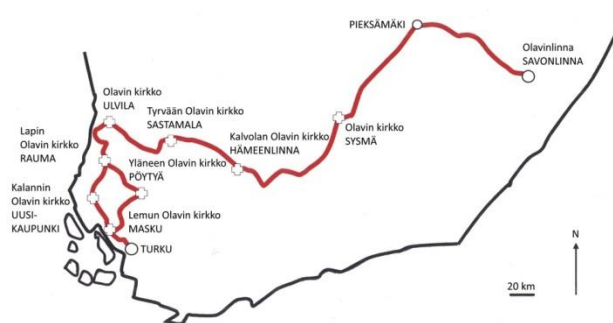 PIEKSÄMÄKI
Olavinlinna
SAVONLINNA
Olavin kirkko
ULVILA
Tyrvään Olavin kirkko
SASTAMALA
Kalvolan Olavin kirkko
HÄMEENLINNA
Olavin kirkko
SYSMÄ
Lapin
Olavin kirkko
RAUMA
Yläneen Olavin kirkko
PÖYTYÄ
Kalannin
Olavin kirkko
UUSI-
KAUPUNKI
Lemun Olavin kirkko
MASKU
TURKU
N
20 km